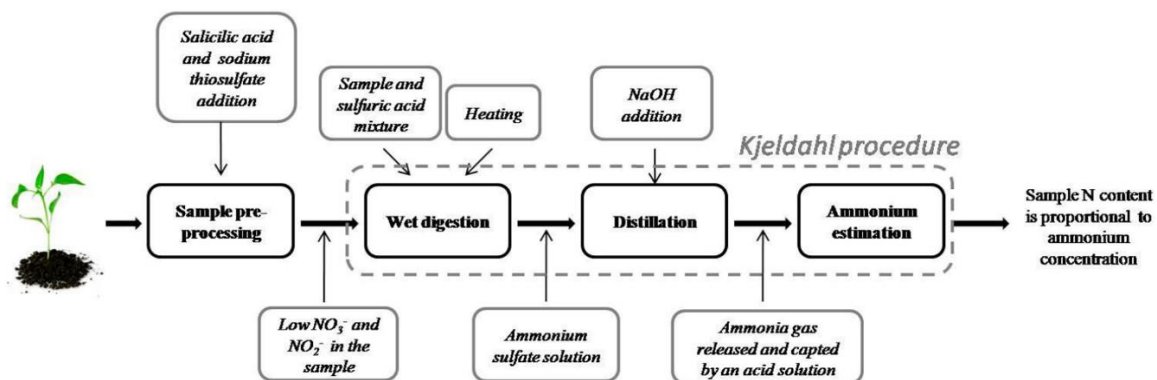 Salicilic acid
and sodium
thiosulfate
addition
Sample and
sulfuric acid
mixture
Heating
NaOH
addition
Kjeldahl procedure
Sample pre-
processing
Wet digestion
Distillation
Ammonium
estimation
Sample N content
is proportional to
ammonium
concentration
Low NO₃⁻ and
NO₂⁻ in the
sample
Ammonium
sulfate solution
Ammonia gas
released and capted
by an acid solution